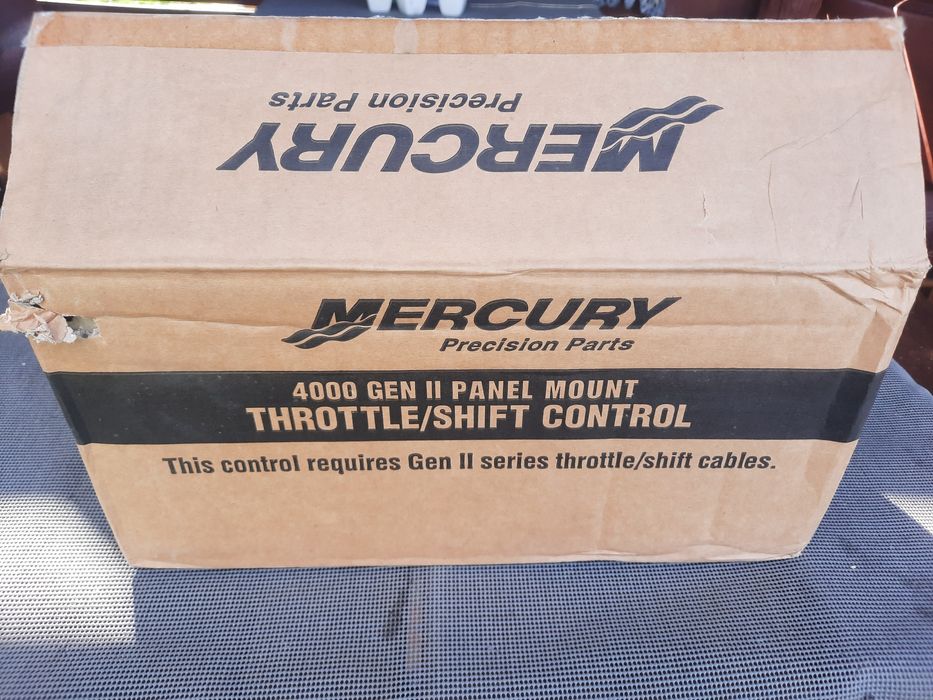 MERCURY
Precision Parts
MERCURY
Precision Parts
4000 GEN II PANEL MOUNT
THROTTLE/SHIFT CONTROL
This control requires Gen II series throttle/shift cables.